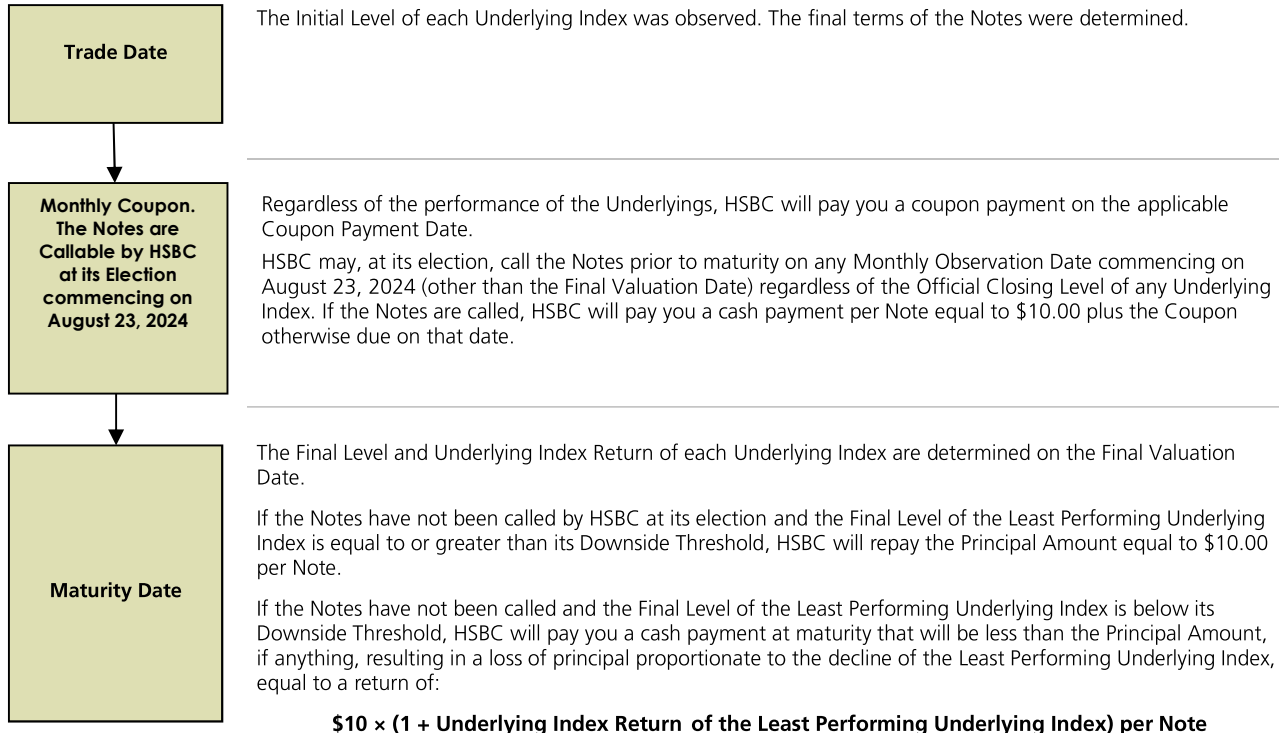 Trade Date
The Initial Level of each Underlying Index was observed. The final terms of the Notes were determined.
Monthly Coupon.
The Notes are
Callable by HSBC
at its Election
commencing on
August 23, 2024
Regardless of the performance of the Underlyings, HSBC will pay you a coupon payment on the applicable
Coupon Payment Date.
HSBC may, at its election, call the Notes prior to maturity on any Monthly Observation Date commencing on
August 23, 2024 (other than the Final Valuation Date) regardless of the Official Closing Level of any Underlying
Index. If the Notes are called, HSBC will pay you a cash payment per Note equal to $10.00 plus the Coupon
otherwise due on that date.
Maturity Date
The Final Level and Underlying Index Return of each Underlying Index are determined on the Final Valuation
Date.
If the Notes have not been called by HSBC at its election and the Final Level of the Least Performing Underlying
Index is equal to or greater than its Downside Threshold, HSBC will repay the Principal Amount equal to $10.00
per Note.
If the Notes have not been called and the Final Level of the Least Performing Underlying Index is below its
Downside Threshold, HSBC will pay you a cash payment at maturity that will be less than the Principal Amount,
if anything, resulting in a loss of principal proportionate to the decline of the Least Performing Underlying Index,
equal to a return of:
$10 × (1 + Underlying Index Return of the Least Performing Underlying Index) per Note